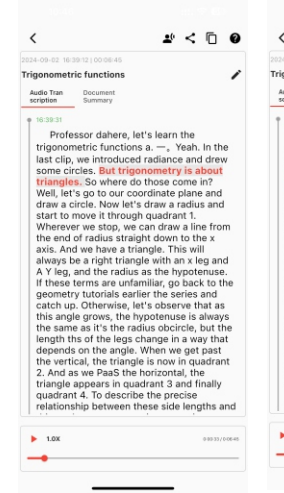 2024-09-02 16:39:12 | 00:06:45
Trigonometric functions
Audio Tran
scription
Document
Summary
16:39:31
Professor dahere, let's learn the
trigonometric functions a. 一。Yeah. In the
last clip, we introduced radiance and drew
some circles. But trigonometry is about
triangles. So where do those come in?
Well, let's go to our coordinate plane and
draw a circle. Now let's draw a radius and
start to move it through quadrant 1.
Wherever we stop, we can draw a line from
the end of radius straight down to the x
axis. And we have a triangle. This will
always be a right triangle with an x leg and
A Y leg, and the radius as the hypotenuse.
If these terms are unfamiliar, go back to the
geometry tutorials earlier the series and
catch up. Otherwise, let's observe that as
this angle grows, the hypotenuse is always
the same as it's the radius obcircle, but the
length ths of the legs change in a way that
depends on the angle. When we get past
the vertical, the triangle is now in quadrant
2. And as we PaaS the horizontal, the
triangle appears in quadrant 3 and finally
quadrant 4. To describe the precise
relationship between these side lengths and
1.0X